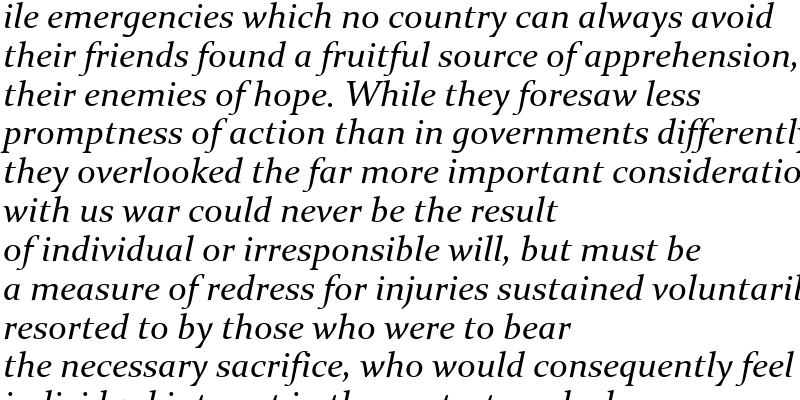 ile emergencies which no country can always avoid
their friends found a fruitful source of apprehension,
their enemies of hope. While they foresaw less
promptness of action than in governments differently
they overlooked the far more important consideratio
with us war could never be the result
of individual or irresponsible will, but must be
a measure of redress for injuries sustained voluntaril
resorted to by those who were to bear
the necessary sacrifice, who would consequently feel